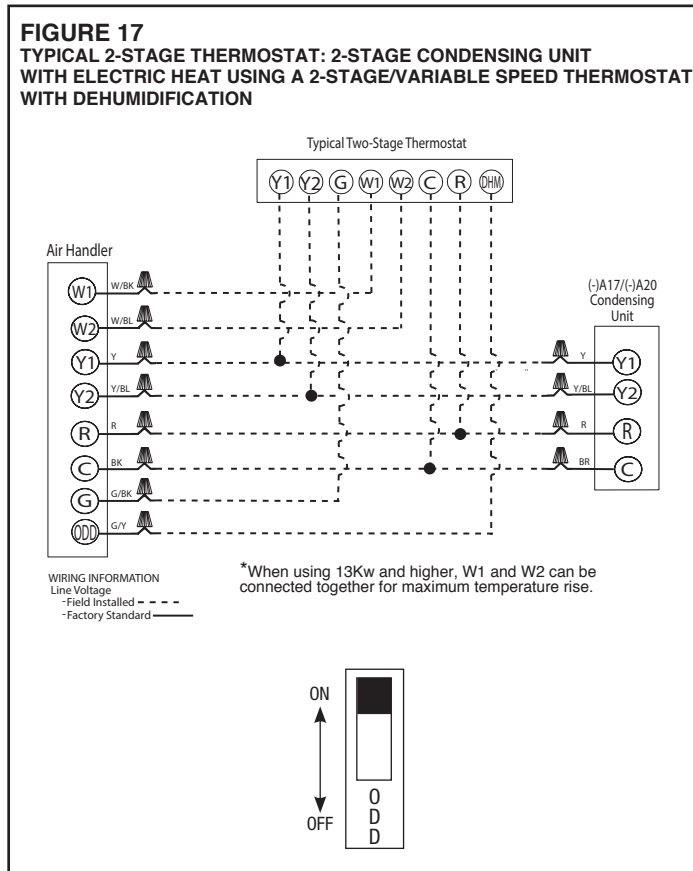 FIGURE 17
TYPICAL 2-STAGE THERMOSTAT: 2-STAGE CONDENSING UNIT
WITH ELECTRIC HEAT USING A 2-STAGE/VARIABLE SPEED THERMOSTAT
WITH DEHUMIDIFICATION
Typical Two-Stage Thermostat
Y1 Y2 G W1 W2 C R DHM
Air Handler
(-)A17/(-)A20
Condensing
Unit
W1 W/BK
W2 W/BL
Y1 Y Y Y1
Y2 Y/BL Y/BL Y2
R R R R
C BK BR C
G G/BK
ODD G/Y
WIRING INFORMATION
Line Voltage
-Field Installed
-Factory Standard
*When using 13Kw and higher, W1 and W2 can be
connected together for maximum temperature rise.
ON
OFF
O
D
D